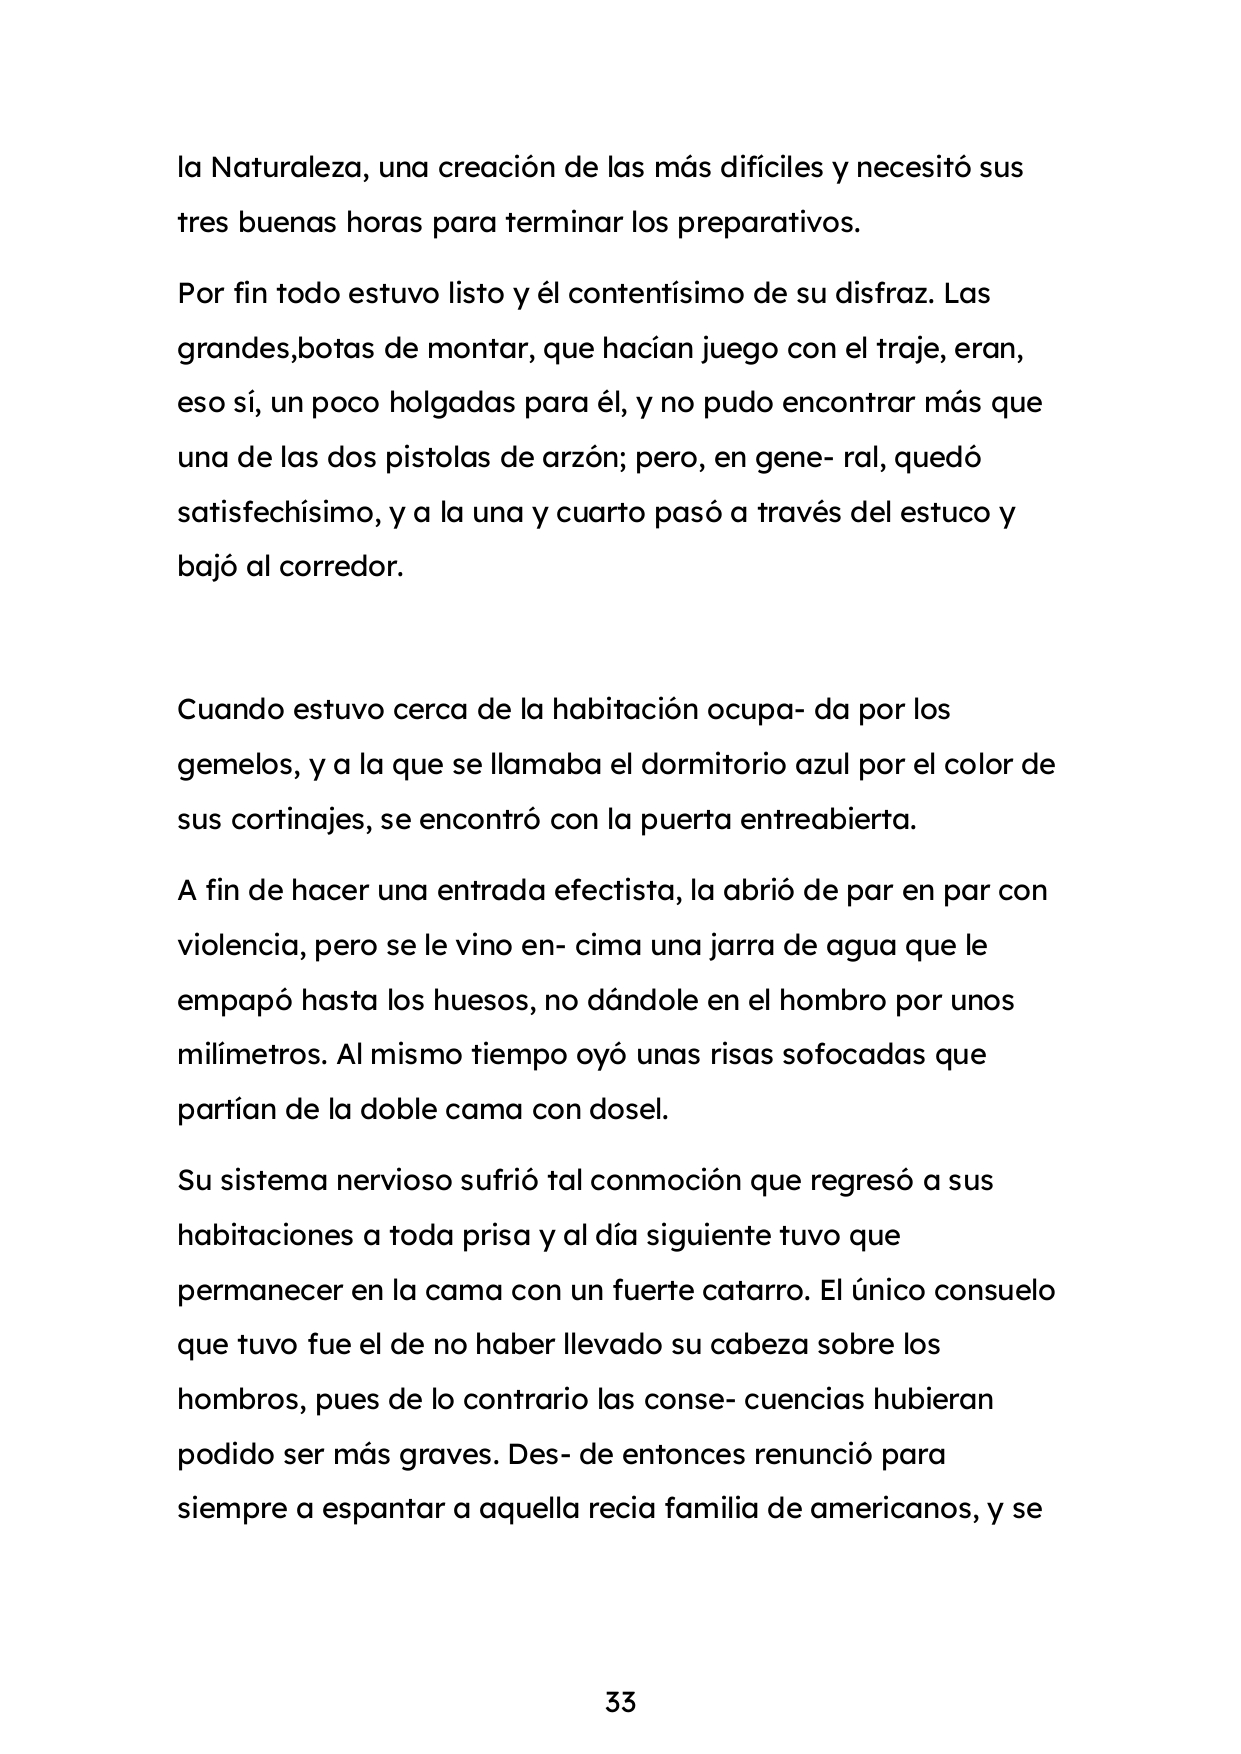 la Naturaleza, una creación de las más difíciles y necesitó sus
tres buenas horas para terminar los preparativos.
Por fin todo estuvo listo y él contentísimo de su disfraz. Las
grandes,botas de montar, que hacían juego con el traje, eran,
eso sí, un poco holgadas para él, y no pudo encontrar más que
una de las dos pistolas de arzón; pero, en gene- ral, quedó
satisfechísimo, y a la una y cuarto pasó a través del estuco y
bajó al corredor.
Cuando estuvo cerca de la habitación ocupa- da por los
gemelos, y a la que se llamaba el dormitorio azul por el color de
sus cortinajes, se encontró con la puerta entreabierta.
A fin de hacer una entrada efectista, la abrió de par en par con
violencia, pero se le vino en- cima una jarra de agua que le
empapó hasta los huesos, no dándole en el hombro por unos
milímetros. Al mismo tiempo oyó unas risas sofocadas que
partían de la doble cama con dosel.
Su sistema nervioso sufrió tal conmoción que regresó a sus
habitaciones a toda prisa y al día siguiente tuvo que
permanecer en la cama con un fuerte catarro. El único consuelo
que tuvo fue el de no haber llevado su cabeza sobre los
hombros, pues de lo contrario las conse- cuencias hubieran
podido ser más graves. Des- de entonces renunció para
siempre a espantar a aquella recia familia de americanos, y se
33